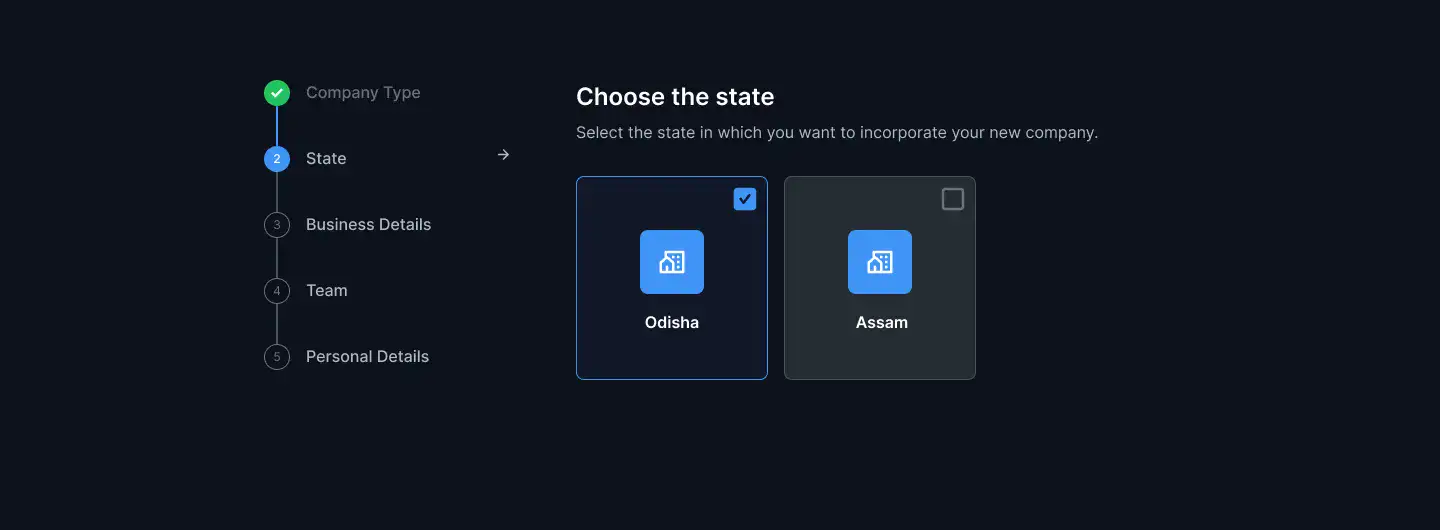 Company Type
2 State
3 Business Details
4 Team
5 Personal Details
Choose the state
Select the state in which you want to incorporate your new company.
Odisha
Assam